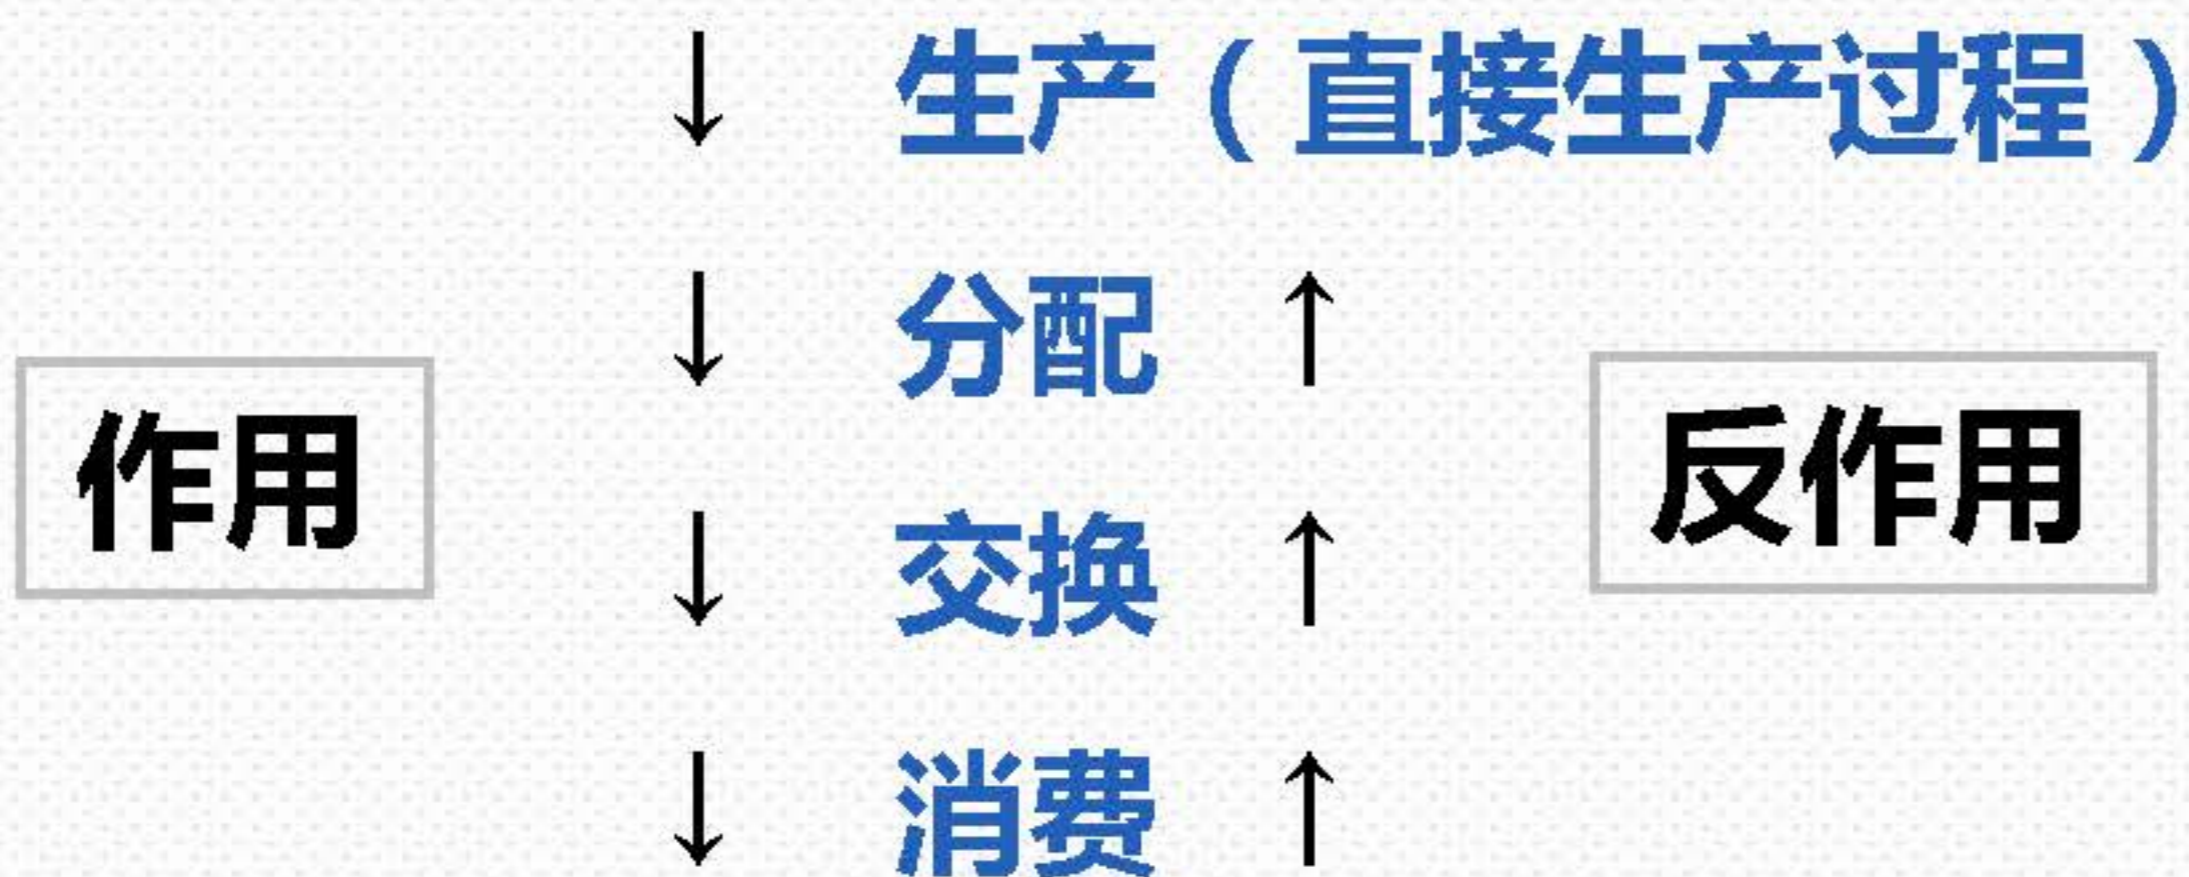 ↓ 生产（直接生产过程）
↓ 分配 ↑
作用
反作用
↓ 交换 ↑
↓ 消费 ↑